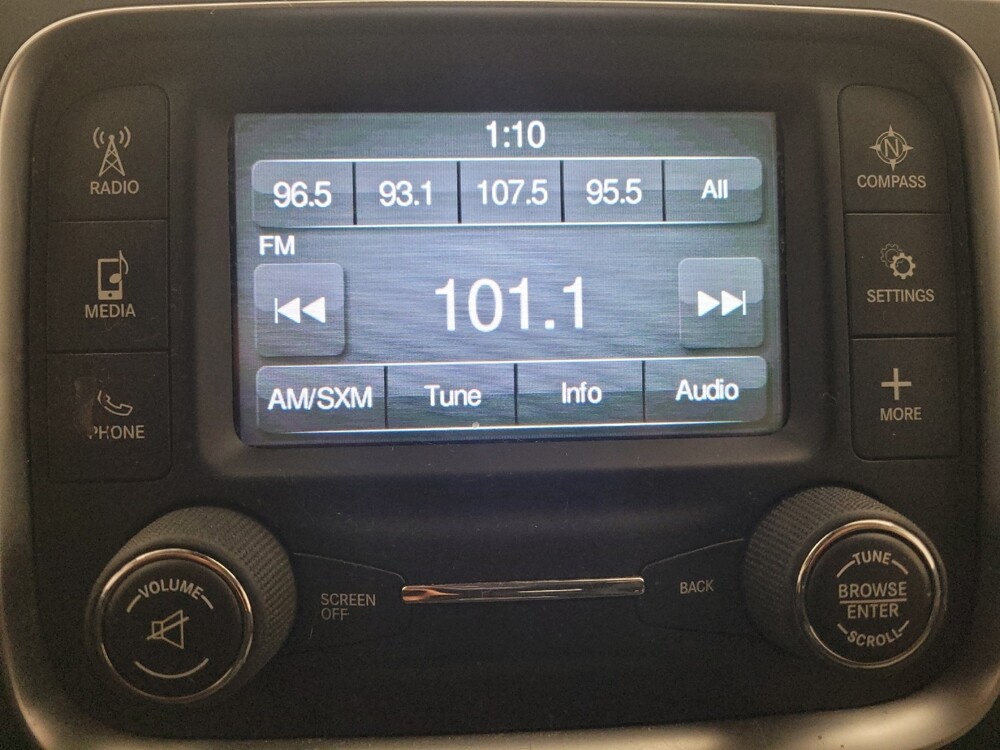 1:10
96.5 93.1 107.5 95.5 All
FM
101.1
AM/SXM Tune Info Audio
RADIO
MEDIA
PHONE
N
COMPASS
SETTINGS
MORE
VOLUME
SCREEN
OFF
BACK
TUNE
BROWSE
ENTER
SCROLL